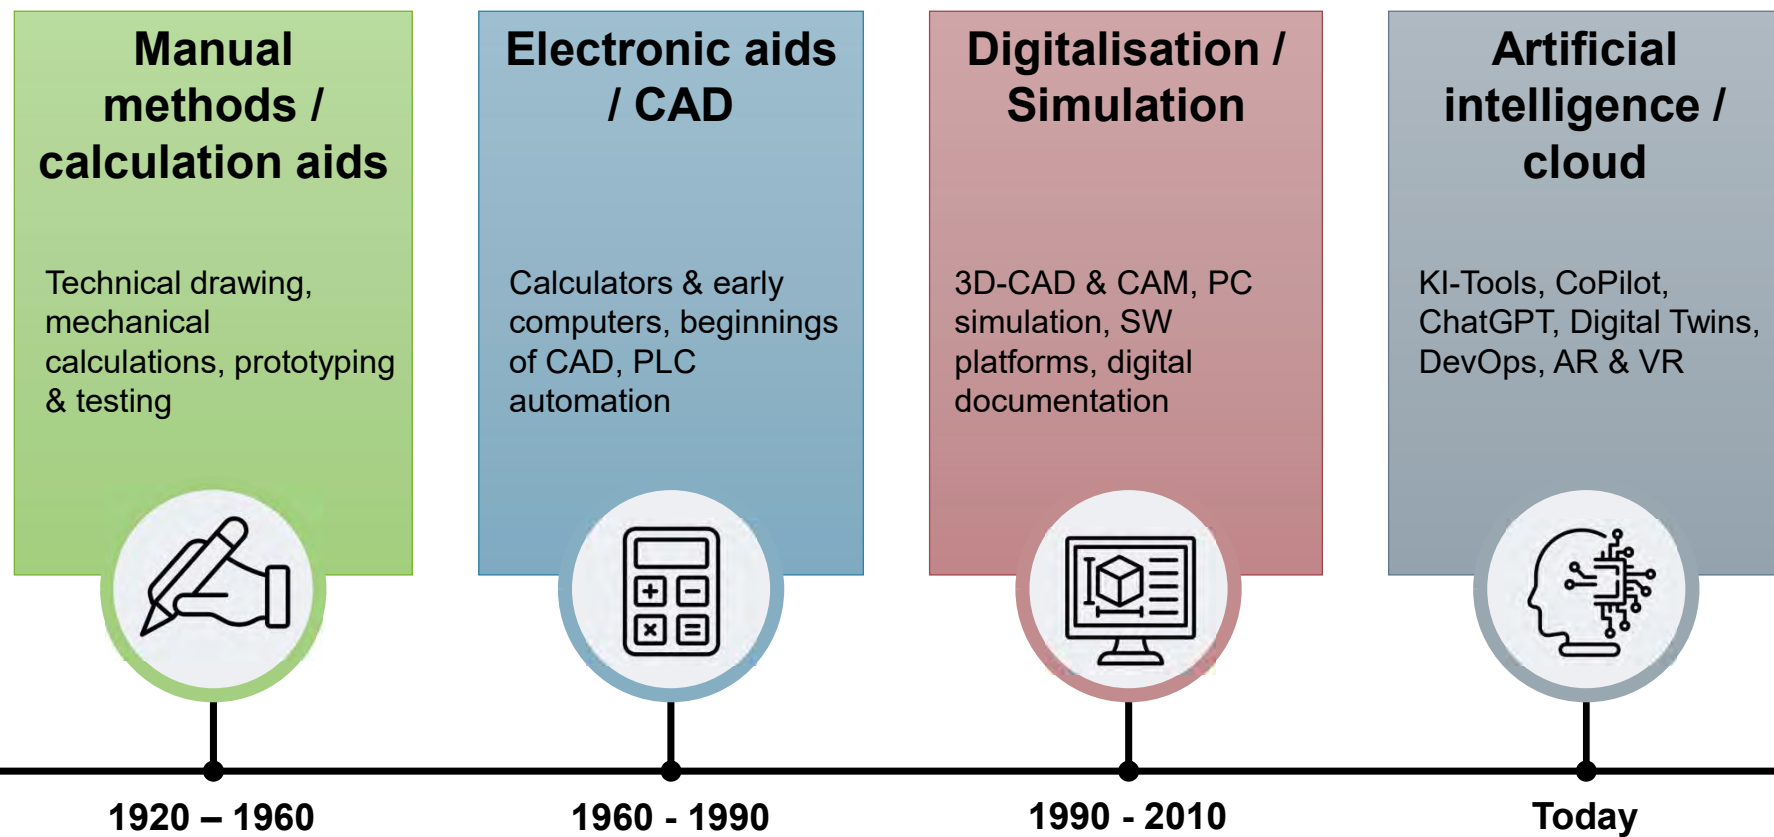 Manual
methods /
calculation aids
Technical drawing,
mechanical
calculations, prototyping
& testing
1920 – 1960
Electronic aids
/ CAD
Calculators & early
computers, beginnings
of CAD, PLC
automation
1960 - 1990
Digitalisation /
Simulation
3D-CAD & CAM, PC
simulation, SW
platforms, digital
documentation
1990 - 2010
Artificial
intelligence /
cloud
KI-Tools, CoPilot,
ChatGPT, Digital Twins,
DevOps, AR & VR
Today